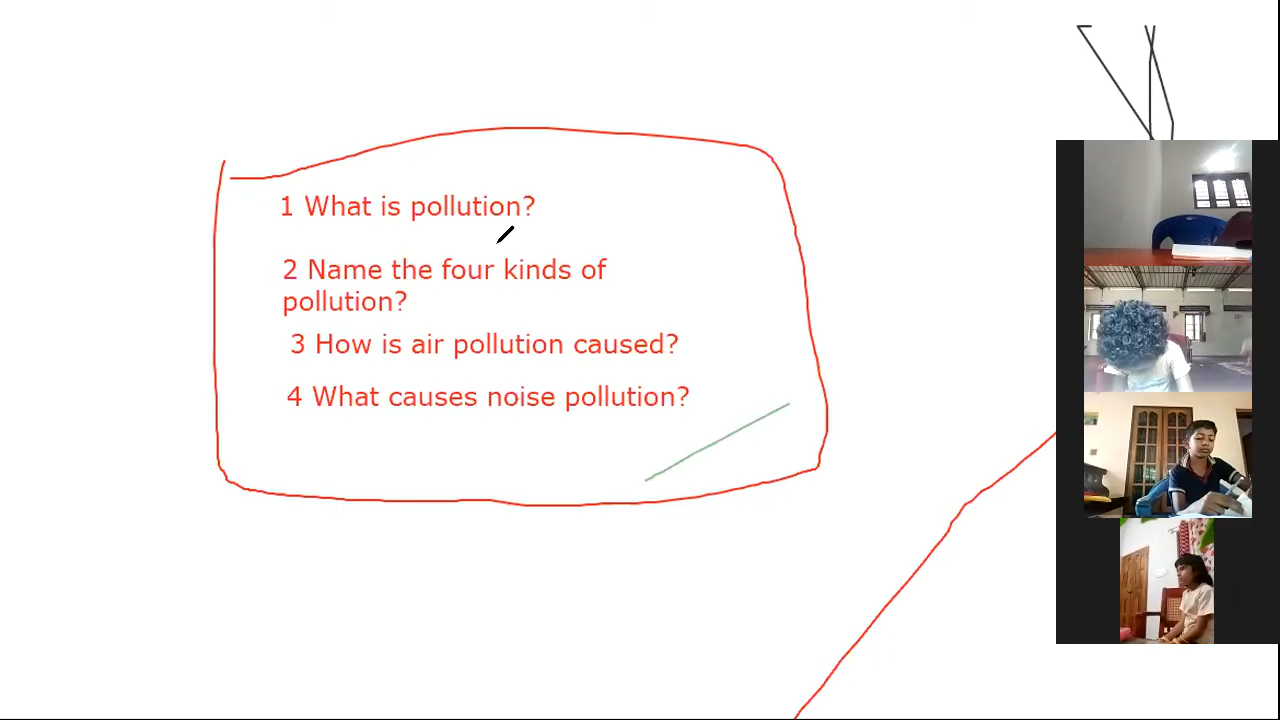 1 What is pollution?
2 Name the four kinds of
pollution?
3 How is air pollution caused?
4 What causes noise pollution?